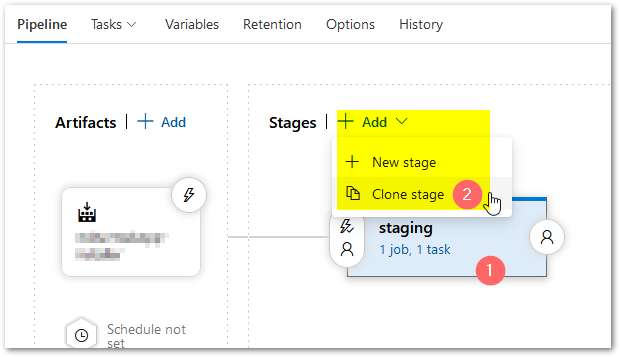 Pipeline Tasks Variables Retention Options History
Artifacts | + Add
Stages | + Add
New stage
Clone stage 2
staging
1 job, 1 task
1
Schedule not
set